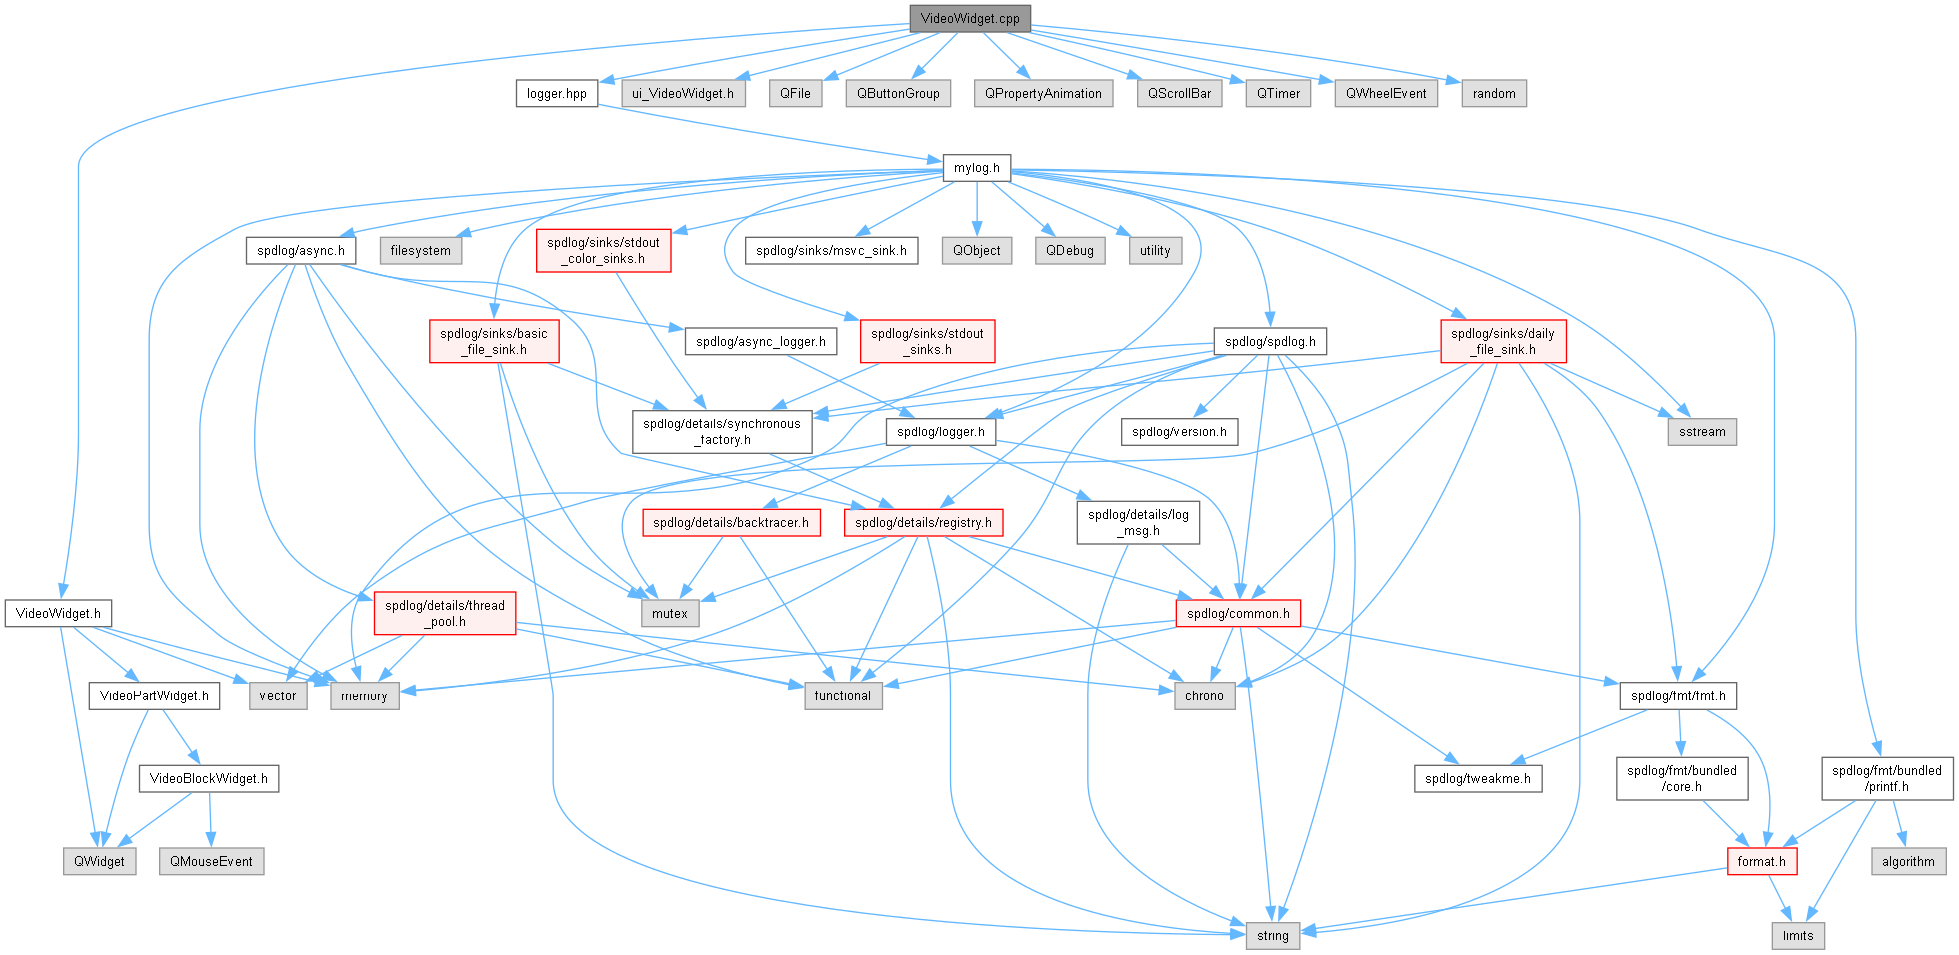 VideoWidget.cpp
logger.hpp
ui_VideoWidget.h
QFile
QButtonGroup
QPropertyAnimation
QScrollBar
QTimer
QWheelEvent
random
mylog.h
spdlog/async.h
filesystem
spdlog/sinks/stdout
_color_sinks.h
spdlog/sinks/msvc_sink.h
QObject
QDebug
utility
spdlog/sinks/basic
_file_sink.h
spdlog/async_logger.h
spdlog/sinks/stdout
_sinks.h
spdlog/spdlog.h
spdlog/sinks/daily
_file_sink.h
spdlog/details/synchronous
_factory.h
spdlog/logger.h
spdlog/version.h
sstream
spdlog/details/backtracer.h
spdlog/details/registry.h
spdlog/details/log
_msg.h
VideoWidget.h
spdlog/details/thread
_pool.h
mutex
spdlog/common.h
VideoPartWidget.h
vector
memory
functional
chrono
spdlog/fmt/fmt.h
VideoBlockWidget.h
spdlog/tweakme.h
spdlog/fmt/bundled
/core.h
spdlog/fmt/bundled
/printf.h
QWidget
QMouseEvent
format.h
algorithm
string
limits